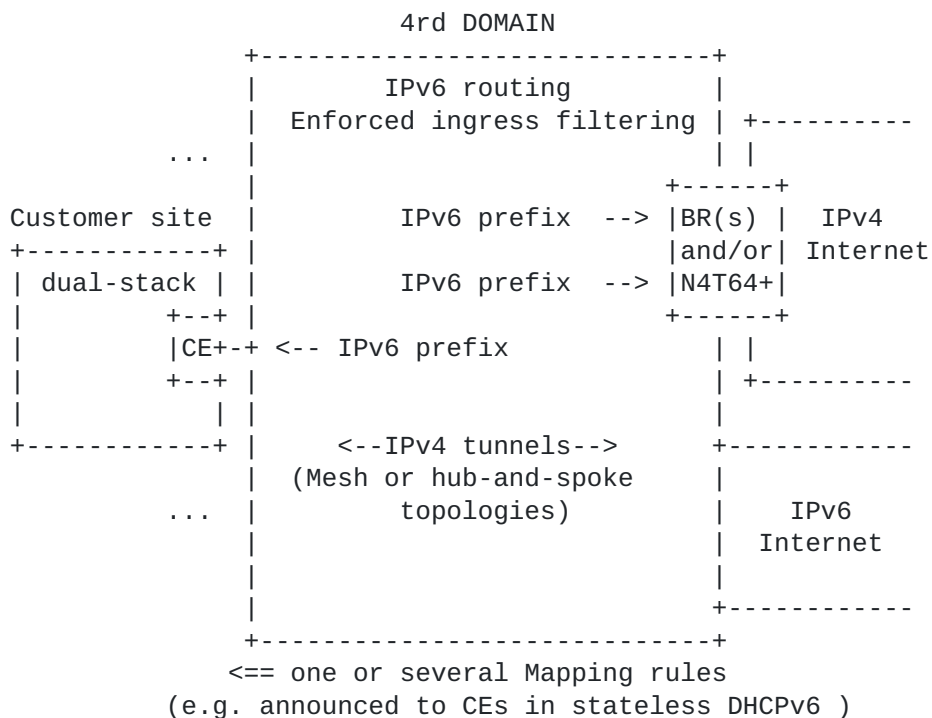 4rd DOMAIN
+-----------------------------+
| IPv6 routing |
| Enforced ingress filtering | +----------
... | | |
| +------+
Customer site | IPv6 prefix --> |BR(s) | IPv4
+------------+ | |and/or| Internet
| dual-stack | | IPv6 prefix --> |N4T64+|
| +--+ | +------+
| |CE+-+ <-- IPv6 prefix | |
| +--+ | | +----------
| | | |
+------------+ | <--IPv4 tunnels--> +------------
| (Mesh or hub-and-spoke |
... | topologies) | IPv6
| | Internet
| |
| +------------
+-----------------------------+
<== one or several Mapping rules
(e.g. announced to CEs in stateless DHCPv6 )